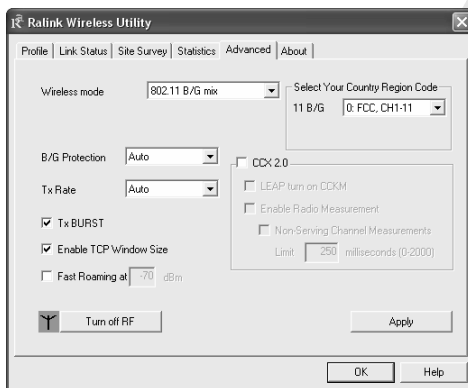 Ralink Wireless Utility
Profile Link Status Site Survey Statistics Advanced About
Wireless mode 802.11 B/G mix
Select Your Country Region Code
11 B/G 0: FCC, CH1-11
B/G Protection Auto
Tx Rate Auto
Tx BURST
Enable TCP Window Size
Fast Roaming at -70 dBm
CCX 2.0
LEAP turn on CCKM
Enable Radio Measurement
Non-Serving Channel Measurements
Limit 250 milliseconds (0-2000)
Turn off RF
Apply
OK Help